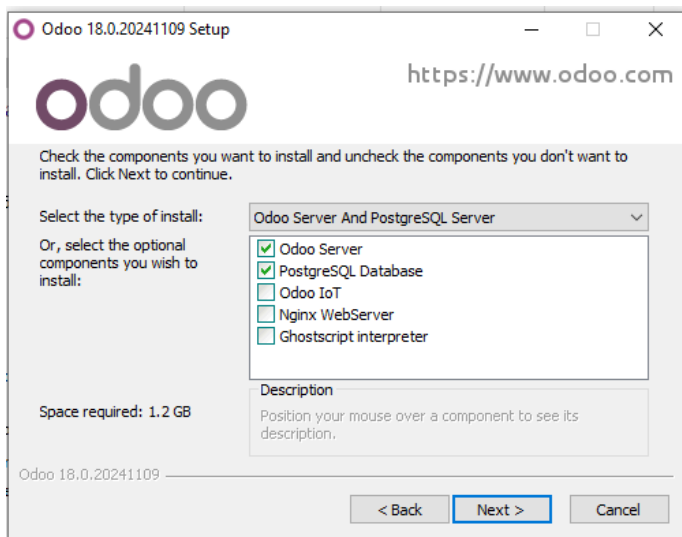 Odoo 18.0.20241109 Setup
https://www.odoo.com
odoo
Check the components you want to install and uncheck the components you don't want to
install. Click Next to continue.
Select the type of install:
Odoo Server And PostgreSQL Server
Or, select the optional
components you wish to
install:
Odoo Server
PostgreSQL Database
Odoo IoT
Nginx WebServer
Ghostscript interpreter
Space required: 1.2 GB
Description
Position your mouse over a component to see its
description.
Odoo 18.0.20241109
< Back
Next >
Cancel